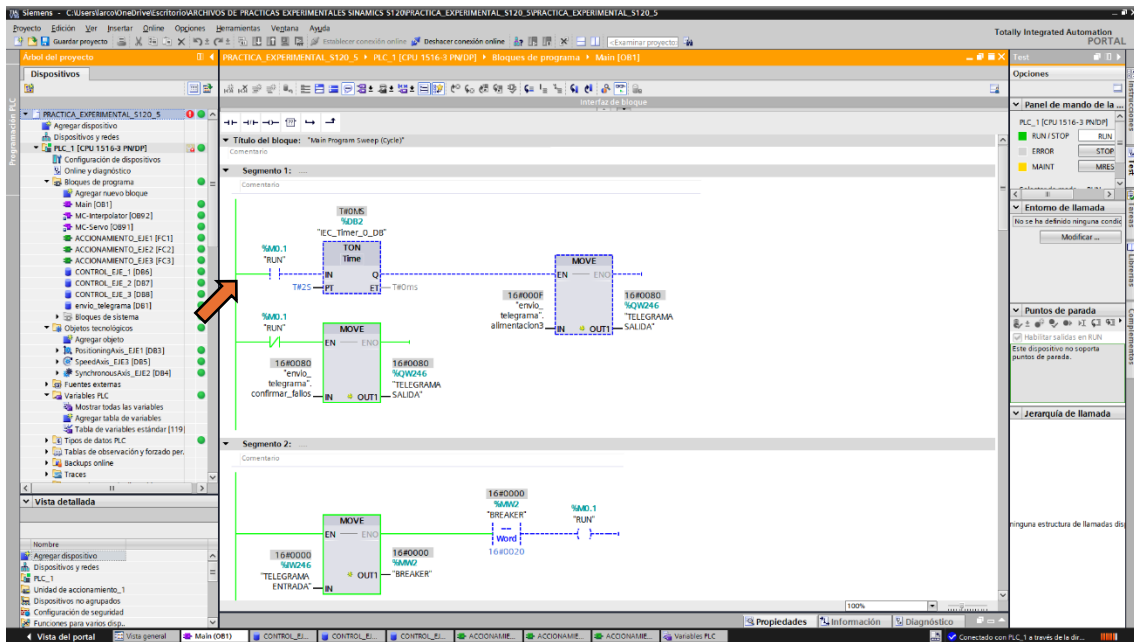 Siemens - C:\Users\larco\OneDrive\Escritorio\ARCHIVOS DE PRACTICAS EXPERIMENTALES SINAMICS S120\PRACTICA_EXPERIMENTAL_S120_5\PRACTICA_EXPERIMENTAL_S120_5
Proyecto Edición Ver Insertar Online Opciones Herramientas Ventana Ayuda
Totally Integrated Automation
PORTAL
Guardar proyecto
Establecer conexión online
Deshacer conexión online
<Examinar proyecto>
Árbol del proyecto
PRACTICA_EXPERIMENTAL_S120_5 PLC_1 [CPU 1516-3 PN/DP] Bloques de programa Main [OB1]
Test
Dispositivos
Opciones
Interfaz de bloque
Programación PLC
PRACTICA_EXPERIMENTAL_S120_5
Agregar dispositivo
Dispositivos y redes
PLC_1 [CPU 1516-3 PN/DP]
Configuración de dispositivos
Online y diagnóstico
Bloques de programa
Agregar nuevo bloque
Main [OB1]
MC-Interpolator [OB92]
MC-Servo [OB91]
ACCIONAMIENTO_EJE1 [FC1]
ACCIONAMIENTO_EJE2 [FC2]
ACCIONAMIENTO_EJE3 [FC3]
CONTROL_EJE_1 [DB6]
CONTROL_EJE_2 [DB7]
CONTROL_EJE_3 [DB8]
envio_telegrama [DB1]
Bloques de sistema
Objetos tecnológicos
Agregar objeto
PositioningAxis_EJE1 [DB3]
SpeedAxis_EJE3 [DB5]
SynchronousAxis_EJE2 [DB4]
Fuentes externas
Variables PLC
Mostrar todas las variables
Agregar tabla de variables
Tabla de variables estándar [119]
Tipos de datos PLC
Tablas de observación y forzado per.
Backups online
Traces
Vista detallada
Nombre
Agregar dispositivo
Dispositivos y redes
PLC_1
Unidad de accionamiento_1
Dispositivos no agrupados
Configuración de seguridad
Funciones para varios disp..
Título del bloque: "Main Program Sweep (Cycle)"
Comentario
Segmento 1: ....
Comentario
T#0MS
%DB2
"IEC_Timer_0_DB"
%M0.1
"RUN"
TON
Time
IN Q
T#2S PT ET T#0ms
MOVE
EN ENO
16#000F
"envio_
telegrama".
alimentacion3 IN OUT1
16#0080
%QW246
"TELEGRAMA
SALIDA"
%M0.1
"RUN"
MOVE
EN ENO
16#0080
"envio_
telegrama".
confirmar_fallos IN OUT1
16#0080
%QW246
"TELEGRAMA
SALIDA"
Segmento 2: ....
Comentario
MOVE
EN ENO
16#0000
%IW246
"TELEGRAMA
ENTRADA" IN OUT1
16#0000
%MW2
"BREAKER"
16#0000
%MW2
"BREAKER"
==
Word
16#0020
%M0.1
"RUN"
100%
Propiedades Información Diagnóstico
Panel de mando de la ...
PLC_1 [CPU 1516-3 PN/DP]
RUN / STOP RUN
ERROR STOP
MAINT MRES
Entorno de llamada
No se ha definido ninguna condic
Modificar ...
Puntos de parada
Habilitar salidas en RUN
Este dispositivo no soporta
puntos de parada.
Jerarquía de llamada
ninguna estructura de llamadas dis
Instrucciones
Test
Tareas
Librerías
Complementos
Vista del portal
Vista general
Main (OB1)
CONTROL_EJ...
CONTROL_EJ...
CONTROL_EJ...
ACCIONAMIE...
ACCIONAMIE...
ACCIONAMIE...
Variables PLC
Conectado con PLC_1 a través de la dir...